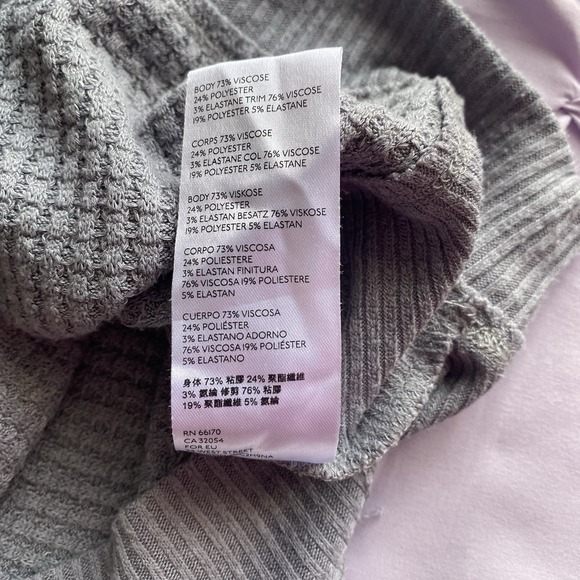 BODY 73% VISCOSE
24% POLYESTER
3% ELASTANE TRIM 76% VISCOSE
19% POLYESTER 5% ELASTANE
CORPS 73% VISCOSE
24% POLYESTER
3% ELASTANE COL 76% VISCOSE
19% POLYESTER 5% ELASTANE
BODY 73% VISKOSE
24% POLYESTER
3% ELASTAN BESATZ 76% VISKOSE
19% POLYESTER 5% ELASTAN
CORPO 73% VISCOSA
24% POLIESTERE
3% ELASTAN FINITURA
76% VISCOSA 19% POLIESTERE
5% ELASTAN
CUERPO 73% VISCOSA
24% POLIÉSTER
3% ELASTANO ADORNO
76% VISCOSA 19% POLIÉSTER
5% ELASTANO
身体 73% 粘膠 24% 聚酯纖維
3% 氨綸 修剪 76% 粘膠
19% 聚酯纖維 5% 氨綸
RN 66170
CA 32054
FOR EU
WEST STREET